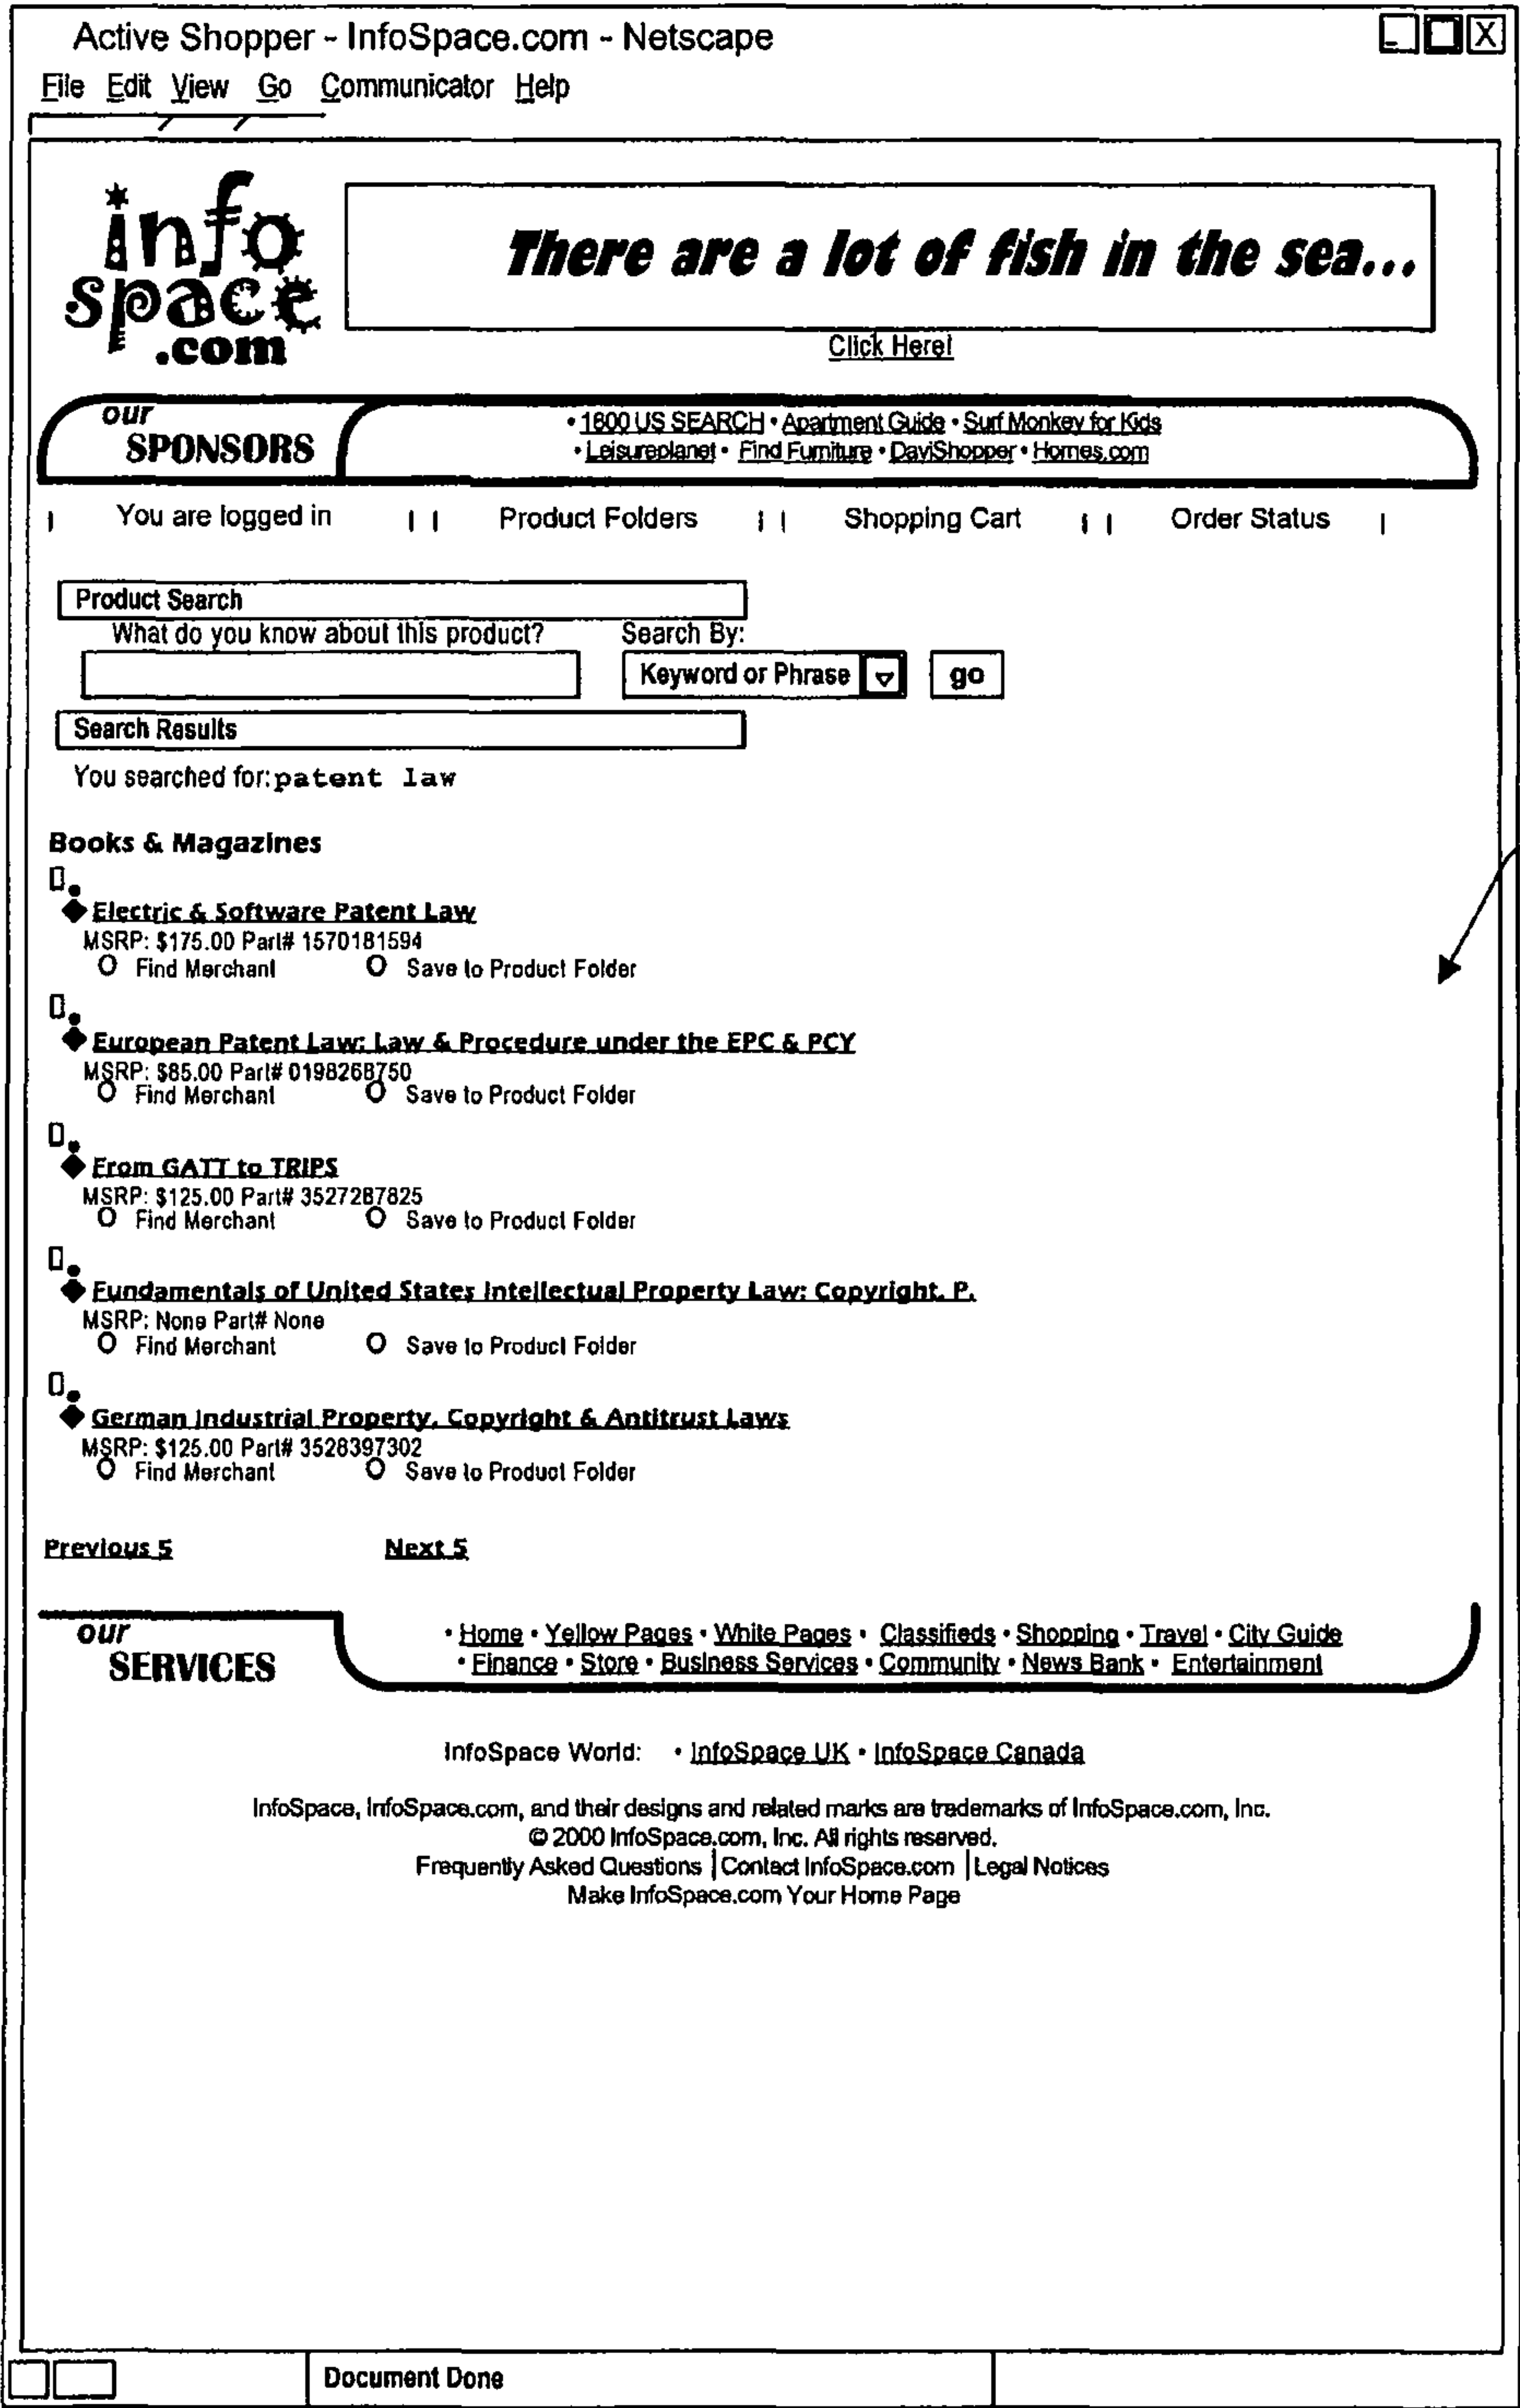 Active Shopper - InfoSpace.com - Netscape
File Edit View Go Communicator Help
info
space
.com
There are a lot of fish in the sea...
Click Here!
our
SPONSORS
• 1800 US SEARCH • Apartment Guide • Surf Monkey for Kids
• Leisureplanet • Find Furniture • DaviShopper • Homes.com
You are logged in
Product Folders
Shopping Cart
Order Status
Product Search
What do you know about this product? Search By:
Keyword or Phrase go
Search Results
You searched for: patent law
Books & Magazines
Electric & Software Patent Law
MSRP: $175.00 Part# 1570181594
Find Merchant Save to Product Folder
European Patent Law: Law & Procedure under the EPC & PCY
MSRP: $85.00 Part# 0198268750
Find Merchant Save to Product Folder
From GATT to TRIPS
MSRP: $125.00 Part# 3527287825
Find Merchant Save to Product Folder
Fundamentals of United States Intellectual Property Law: Copyright, P.
MSRP: None Part# None
Find Merchant Save to Product Folder
German Industrial Property, Copyright & Antitrust Laws
MSRP: $125.00 Part# 3528397302
Find Merchant Save to Product Folder
Previous 5 Next 5
our
SERVICES
• Home • Yellow Pages • White Pages • Classifieds • Shopping • Travel • City Guide
• Finance • Store • Business Services • Community • News Bank • Entertainment
InfoSpace World: • InfoSpace UK • InfoSpace Canada
InfoSpace, InfoSpace.com, and their designs and related marks are trademarks of InfoSpace.com, Inc.
© 2000 InfoSpace.com, Inc. All rights reserved.
Frequently Asked Questions | Contact InfoSpace.com | Legal Notices
Make InfoSpace.com Your Home Page
Document Done